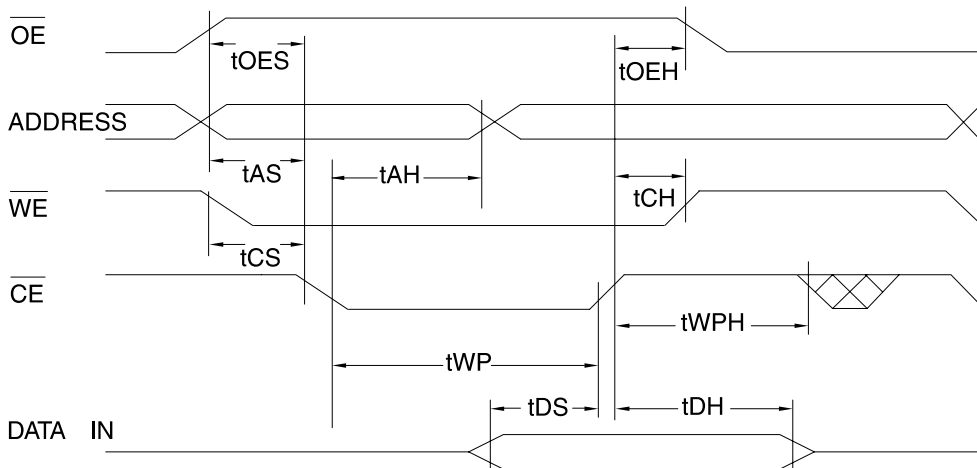 OE
tOES
tOEH
ADDRESS
tAS
tAH
WE
tCH
tCS
CE
tWPH
tWP
tDS
tDH
DATA IN